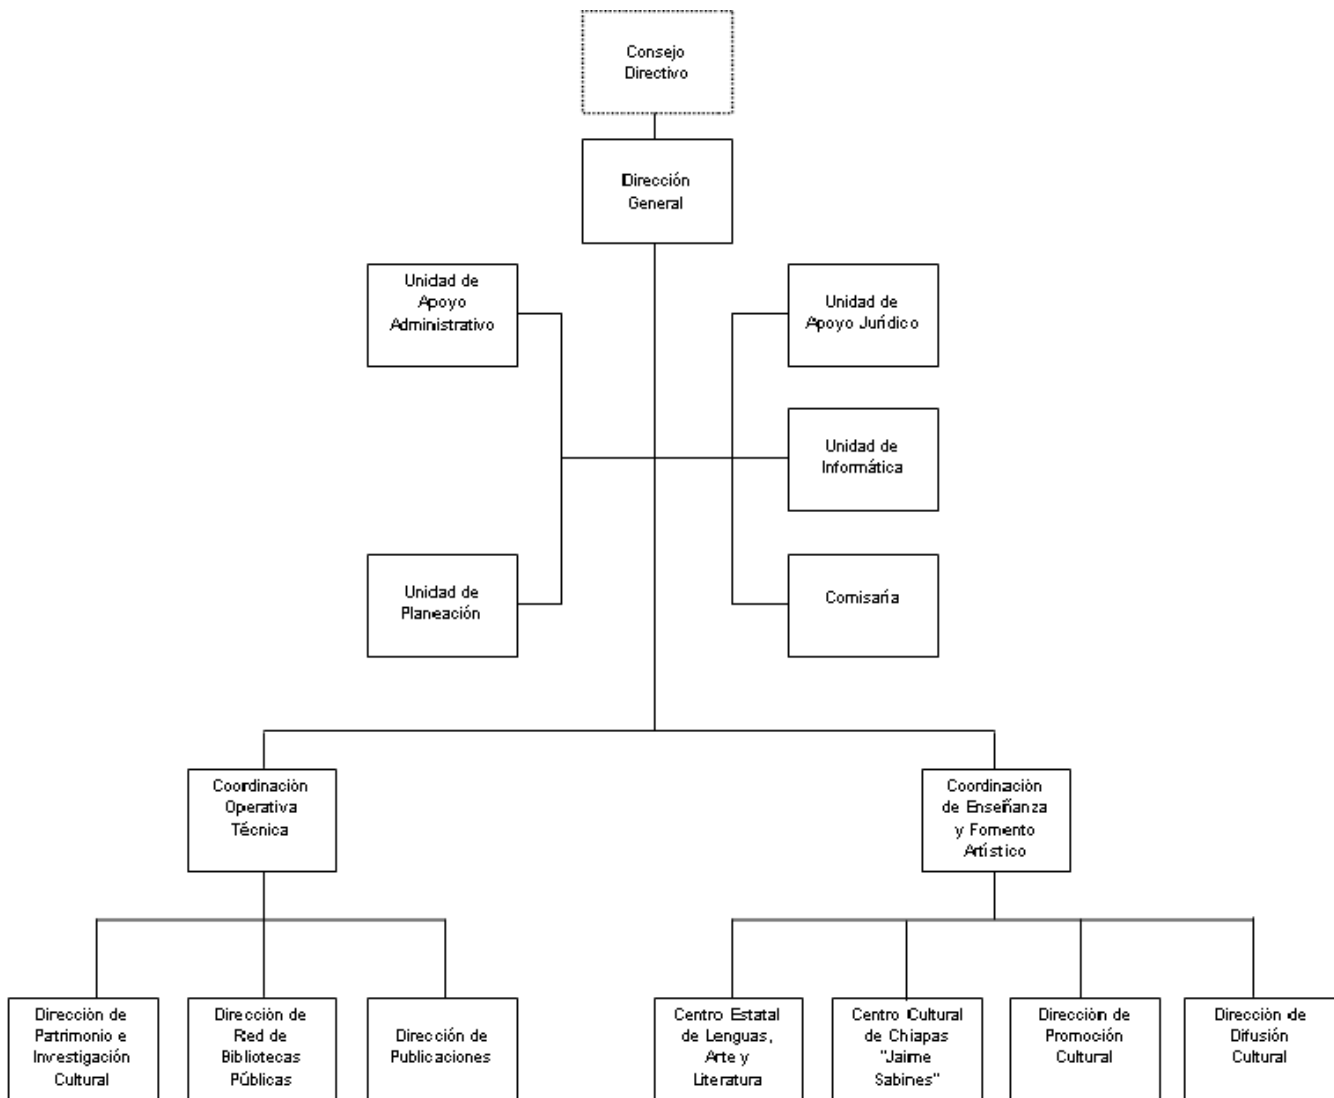 Consejo
Directivo
Dirección
General
Unidad de
Apoyo
Administrativo
Unidad de
Apoyo Jurídico
Unidad de
Informática
Unidad de
Planeación
Comisaría
Coordinación
Operativa
Técnica
Coordinación
de Enseñanza
y Fomento
Artístico
Dirección de
Patrimonio e
Investigación
Cultural
Dirección de
Red de
Bibliotecas
Públicas
Dirección de
Publicaciones
Centro Estatal
de Lenguas,
Arte y
Literatura
Centro Cultural
de Chiapas
"Jaime
Sabines"
Dirección de
Promoción
Cultural
Dirección de
Difusión
Cultural